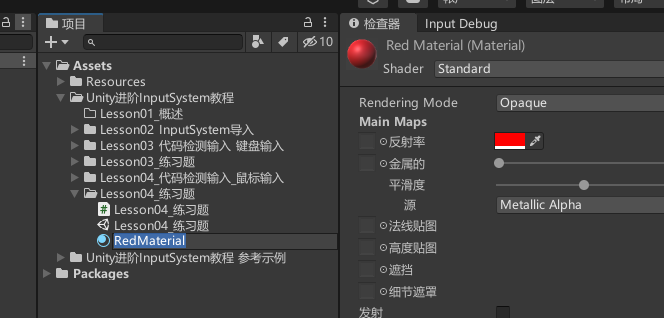 项目
10
Assets
Resources
Unity进阶InputSystem教程
Lesson01_概述
Lesson02 InputSystem导入
Lesson03_代码检测输入_键盘输入
Lesson03_练习题
Lesson04_代码检测输入_鼠标输入
Lesson04_练习题
Lesson04_练习题
Lesson04_练习题
RedMaterial
Unity进阶InputSystem教程 参考示例
Packages
检查器 Input Debug
Red Material (Material)
Shader Standard
Rendering Mode Opaque
Main Maps
反射率
金属的
平滑度
源 Metallic Alpha
法线贴图
高度贴图
遮挡
细节遮罩
发射